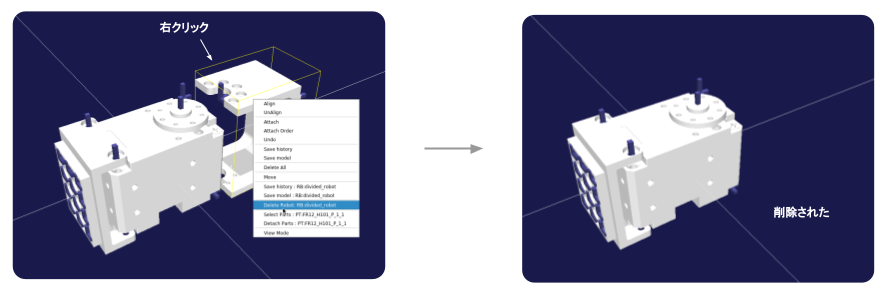 右クリック
Align
UnAlign
Attach
Attach Order
Undo
Save history
Save model
Delete All
Move
Save history : RB:divided_robot
Save model : RB:divided_robot
Delete Robot: RB:divided_robot
Select Parts : PT:FR12_H101_P_1_1
Detach Parts : PT:FR12_H101_P_1_1
View Mode
削除された